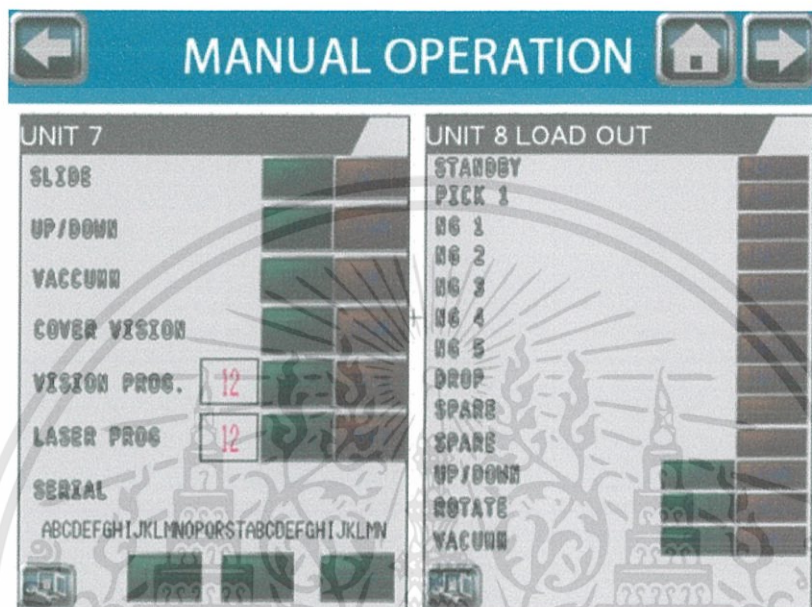 MANUAL OPERATION
UNIT 7
SLIDE
UP/DOWN
VACCUMM
COVER VISION
VISION PROG. 12
LASER PROG 12
SERIAL
ABCDEFGHIJKLMNOPORSTABCDEFGHIJKLMN
UNIT 8 LOAD OUT
STANDBY
PICK 1
NG 1
NG 2
NG 3
NG 4
NG 5
DROP
SPARE
SPARE
UP/DOWN
ROTATE
VACUUM